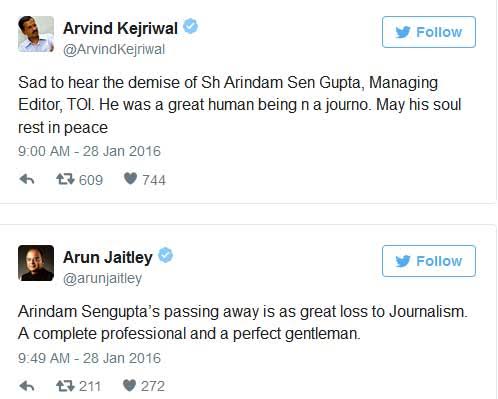 Arvind Kejriwal
Follow
@ArvindKejriwal
Sad to hear the demise of Sh Arindam Sen Gupta, Managing
Editor, TOI. He was a great human being n a journo. May his soul
rest in peace
9:00 AM - 28 Jan 2016
609 744
Arun Jaitley
Follow
@arunjaitley
Arindam Sengupta's passing away is as great loss to Journalism.
A complete professional and a perfect gentleman.
9:49 AM - 28 Jan 2016
211 272